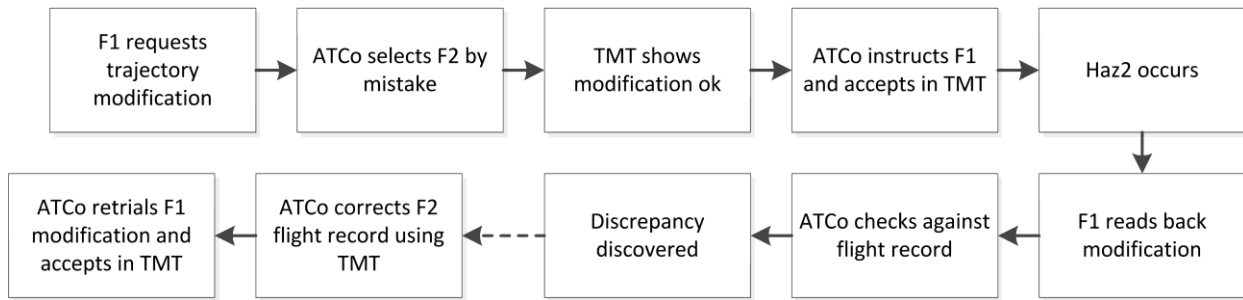 F1 requests
trajectory
modification
ATCo selects F2 by
mistake
TMT shows
modification ok
ATCo instructs F1
and accepts in TMT
Haz2 occurs
F1 reads back
modification
ATCo checks against
flight record
Discrepancy
discovered
ATCo corrects F2
flight record using
TMT
ATCo retrials F1
modification and
accepts in TMT